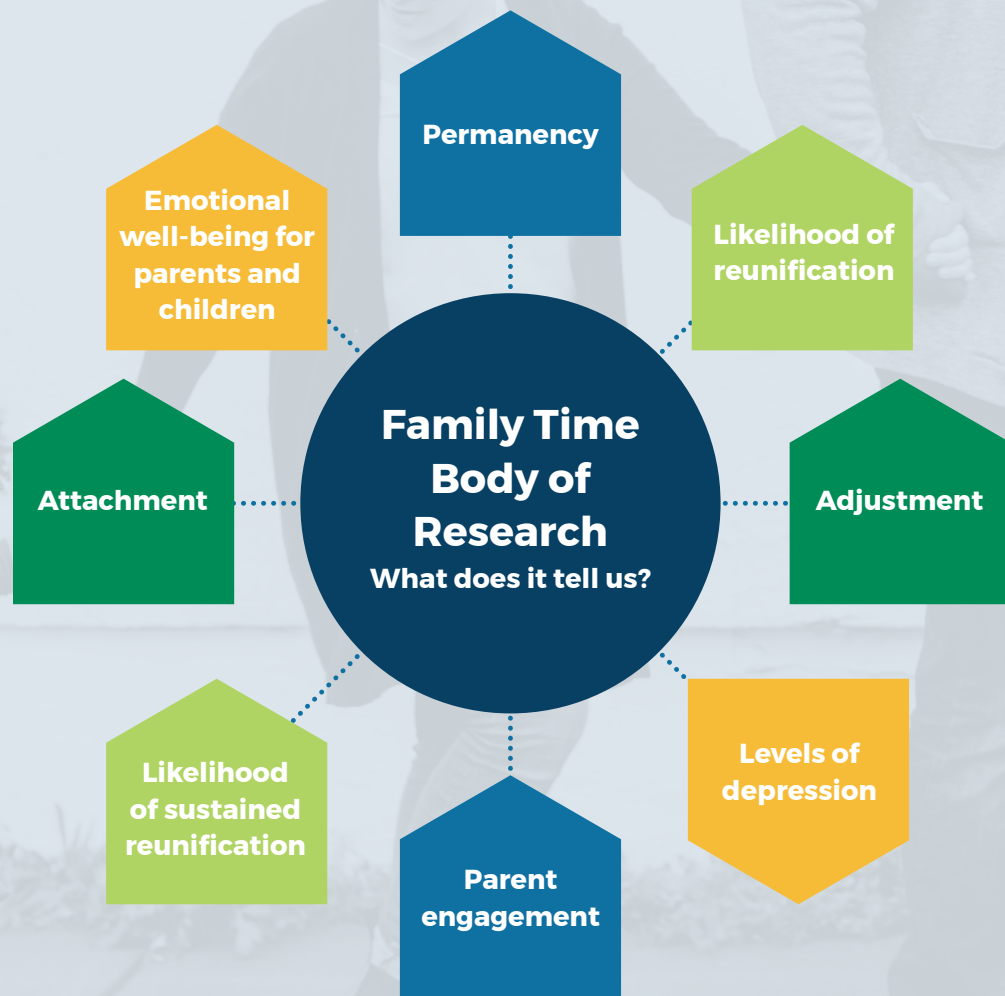 Permanency
Emotional
well-being for
parents and
children
Likelihood of
reunification
Family Time
Body of
Research
What does it tell us?
Attachment
Adjustment
Likelihood
of sustained
reunification
Levels of
depression
Parent
engagement